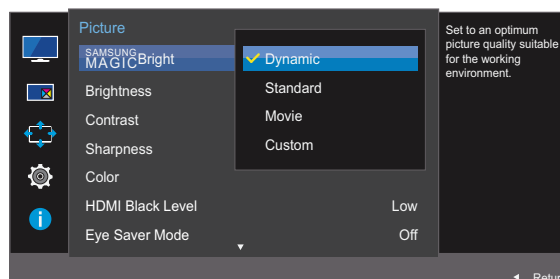 Picture
SAMSUNG
MAGIC Bright
Dynamic
Brightness
Standard
Contrast
Movie
Sharpness
Custom
Color
HDMI Black Level Low
Eye Saver Mode Off
Set to an optimum
picture quality suitable
for the working
environment.